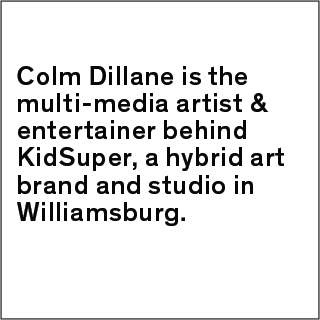 Colm Dillane is the
multi-media artist &
entertainer behind
KidSuper, a hybrid art
brand and studio in
Williamsburg.